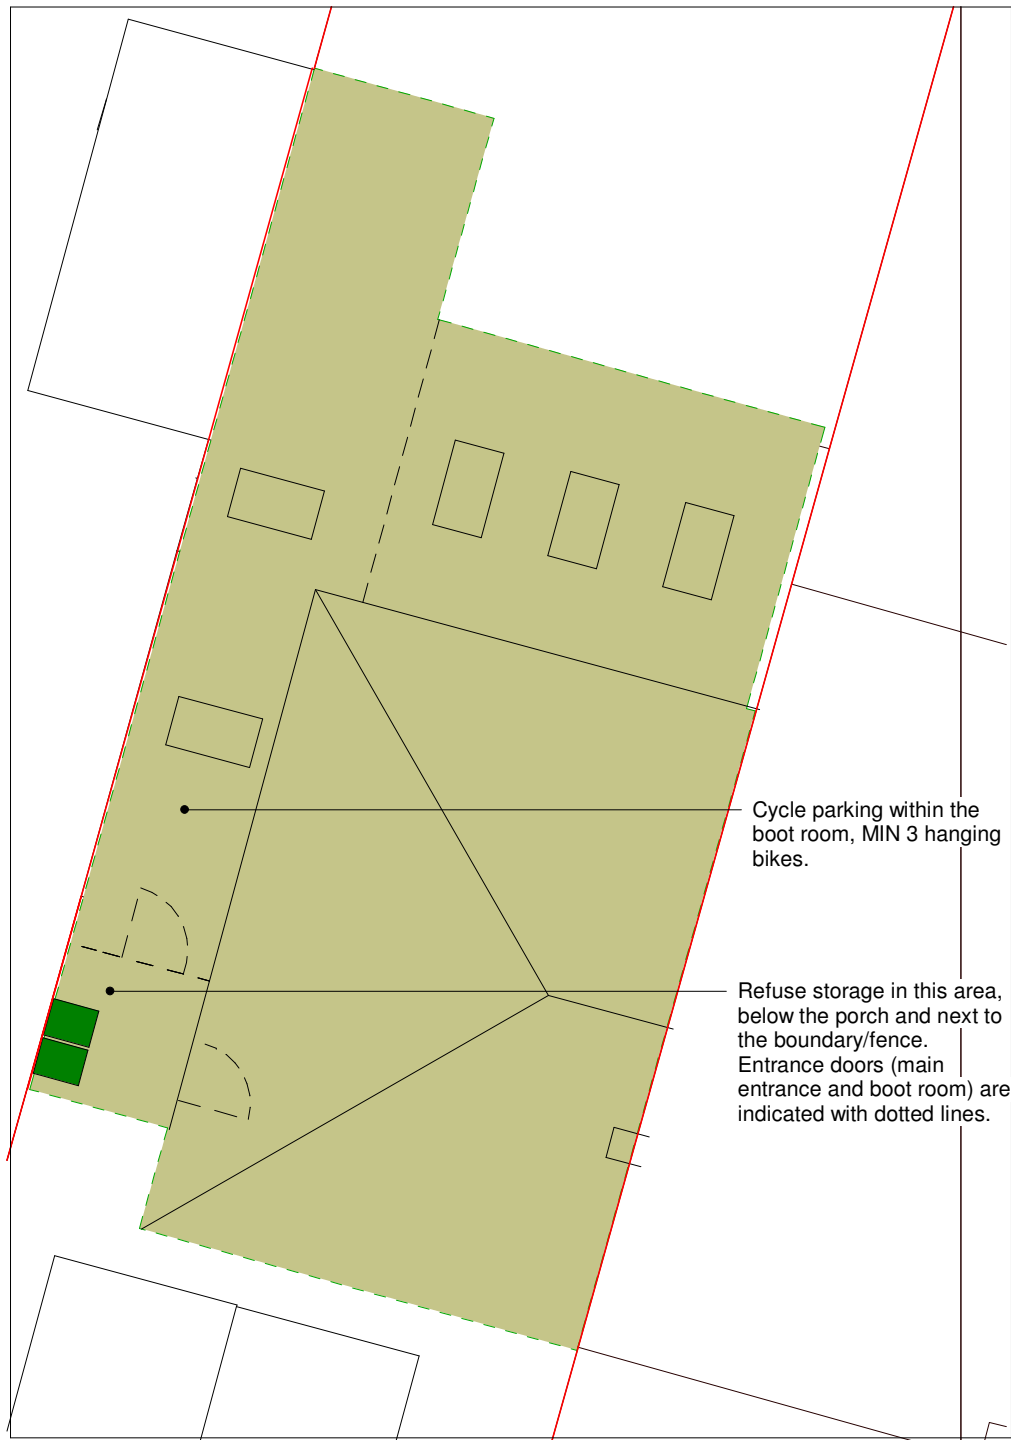 Cycle parking within the
boot room, MIN 3 hanging
bikes.
Refuse storage in this area,
below the porch and next to
the boundary/fence.
Entrance doors (main
entrance and boot room) are
indicated with dotted lines.